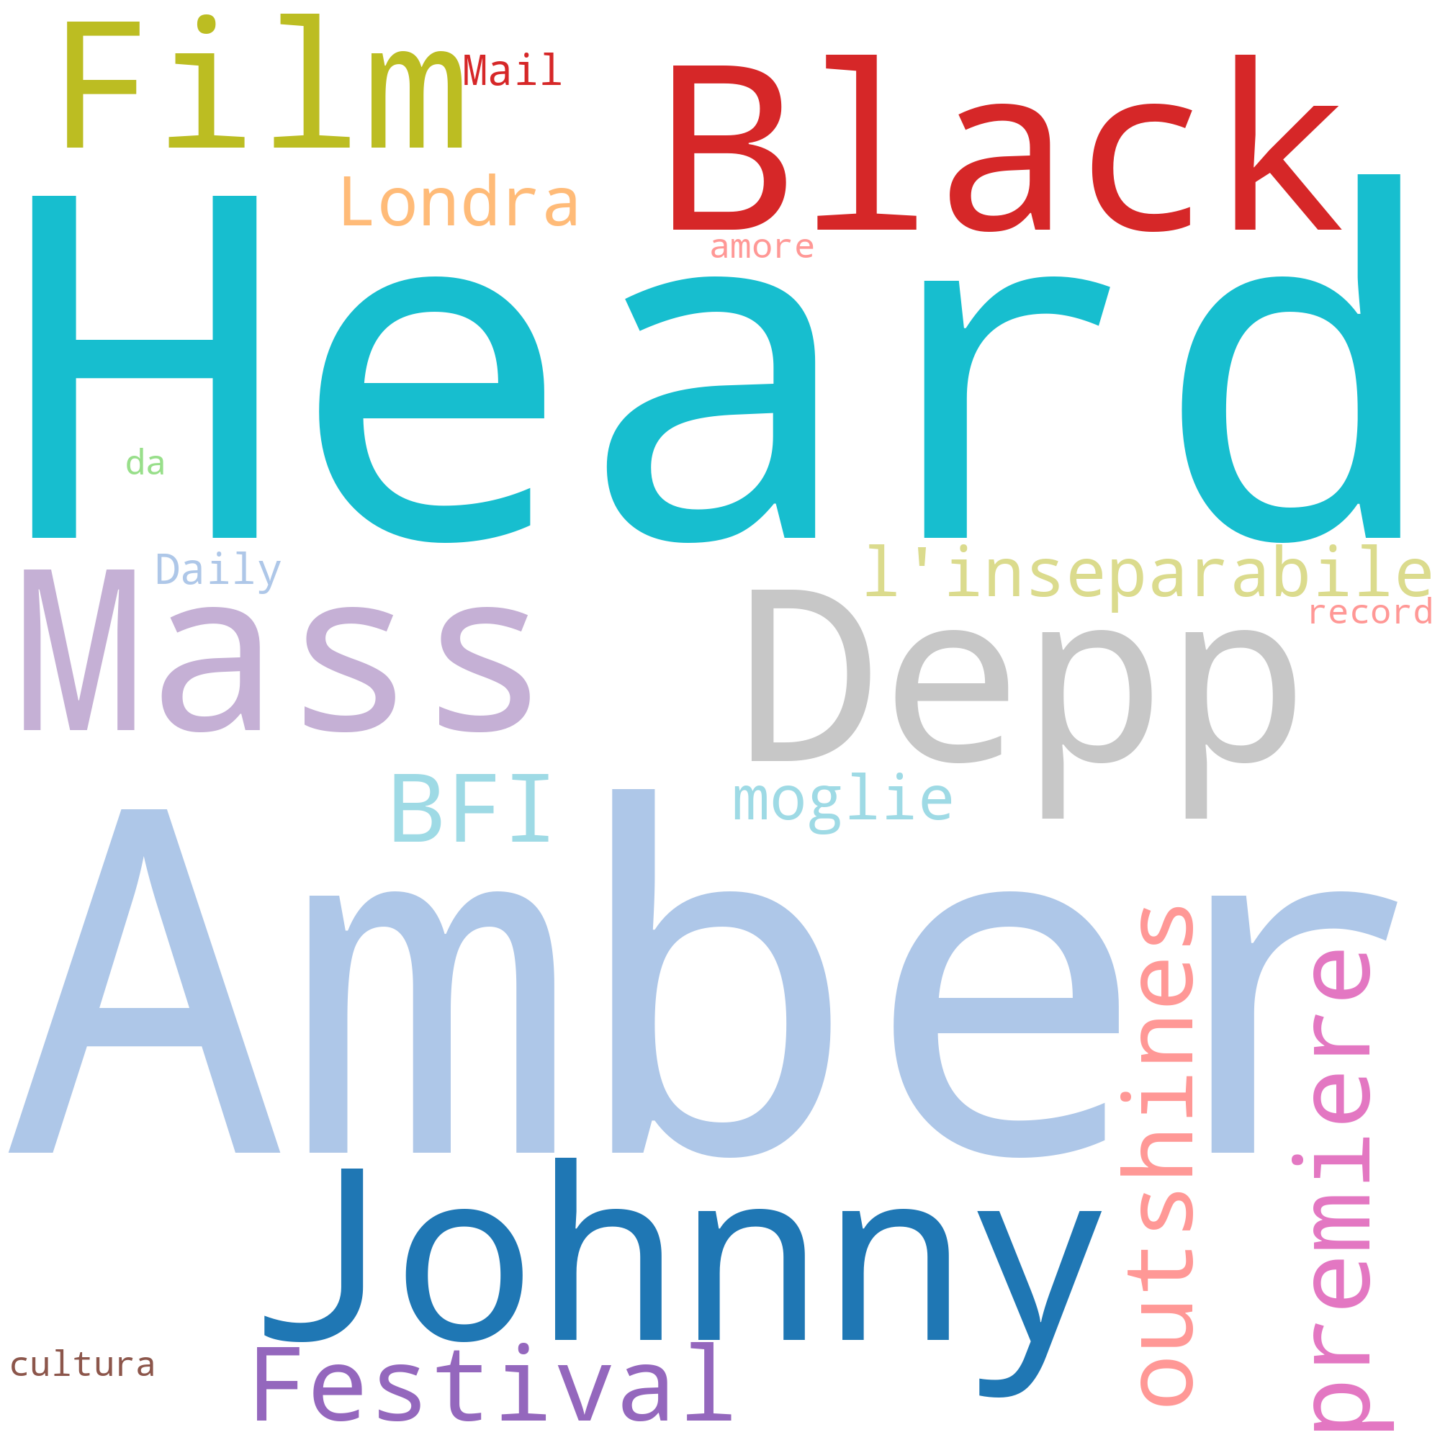 Film
Mail
Black
Londra
amore
Heard
da
Daily
l'inseparabile
record
Mass
Depp
BFI
moglie
Amber
outshines
premiere
Johnny
Festival
cultura